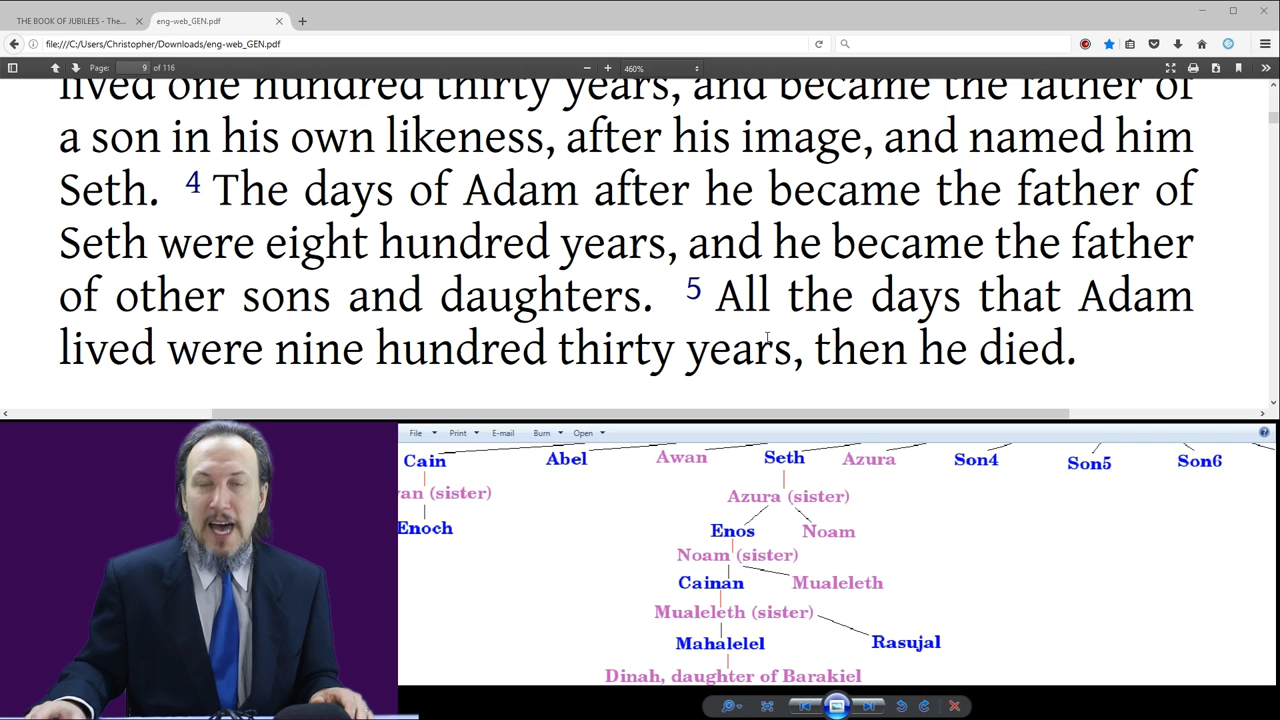 THE BOOK OF JUBILEES - The...
eng-web_GEN.pdf
file:///C:/Users/Christopher/Downloads/eng-web_GEN.pdf
Page: 9 of 116
460%
lived one hundred thirty years, and became the father of
a son in his own likeness, after his image, and named him
Seth. 4 The days of Adam after he became the father of
Seth were eight hundred years, and he became the father
of other sons and daughters. 5 All the days that Adam
lived were nine hundred thirty years, then he died.
File Print E-mail Burn Open
Cain Abel Awan Seth Azura Son4 Son5 Son6
an (sister) Azura (sister)
Enoch Enos Noam
Noam (sister)
Cainan Mualeleth
Mualeleth (sister)
Mahalelel Rasujal
Dinah, daughter of Barakiel